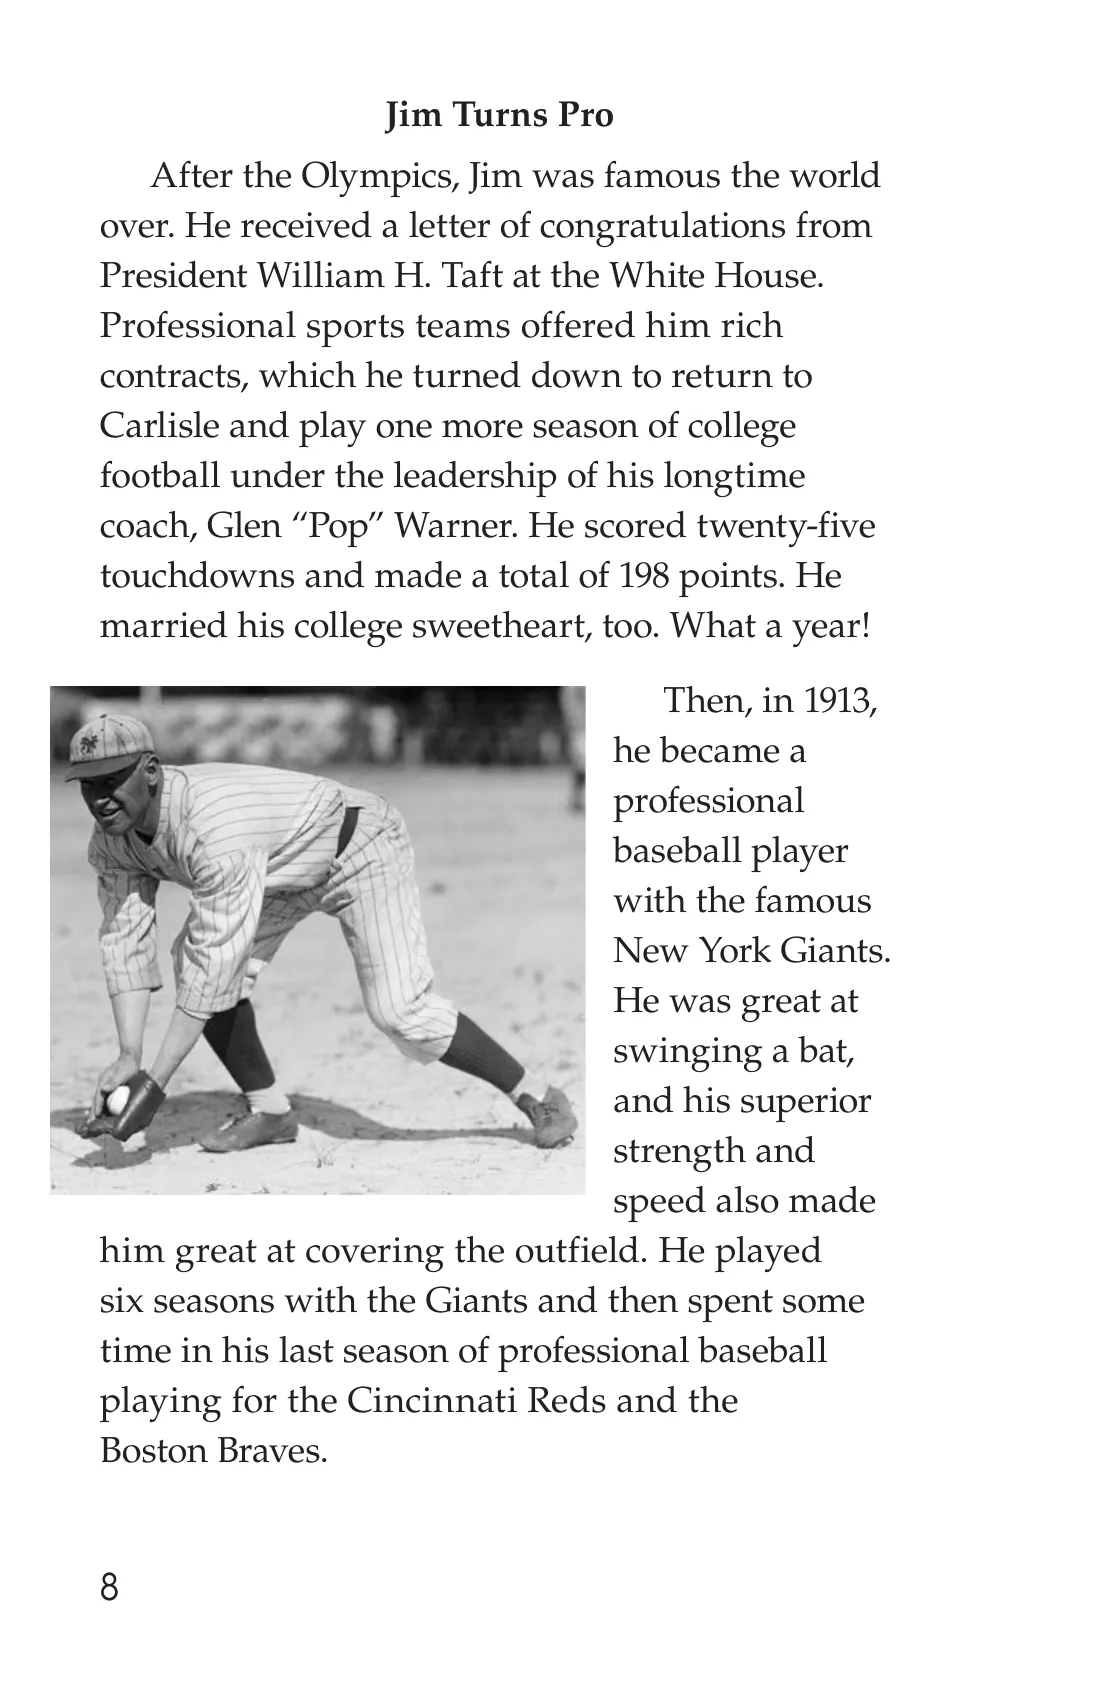 Jim Turns Pro
After the Olympics, Jim was famous the world
over. He received a letter of congratulations from
President William H. Taft at the White House.
Professional sports teams offered him rich
contracts, which he turned down to return to
Carlisle and play one more season of college
football under the leadership of his longtime
coach, Glen “Pop” Warner. He scored twenty-five
touchdowns and made a total of 198 points. He
married his college sweetheart, too. What a year!
Then, in 1913,
he became a
professional
baseball player
with the famous
New York Giants.
He was great at
swinging a bat,
and his superior
strength and
speed also made
him great at covering the outfield. He played
six seasons with the Giants and then spent some
time in his last season of professional baseball
playing for the Cincinnati Reds and the
Boston Braves.
8